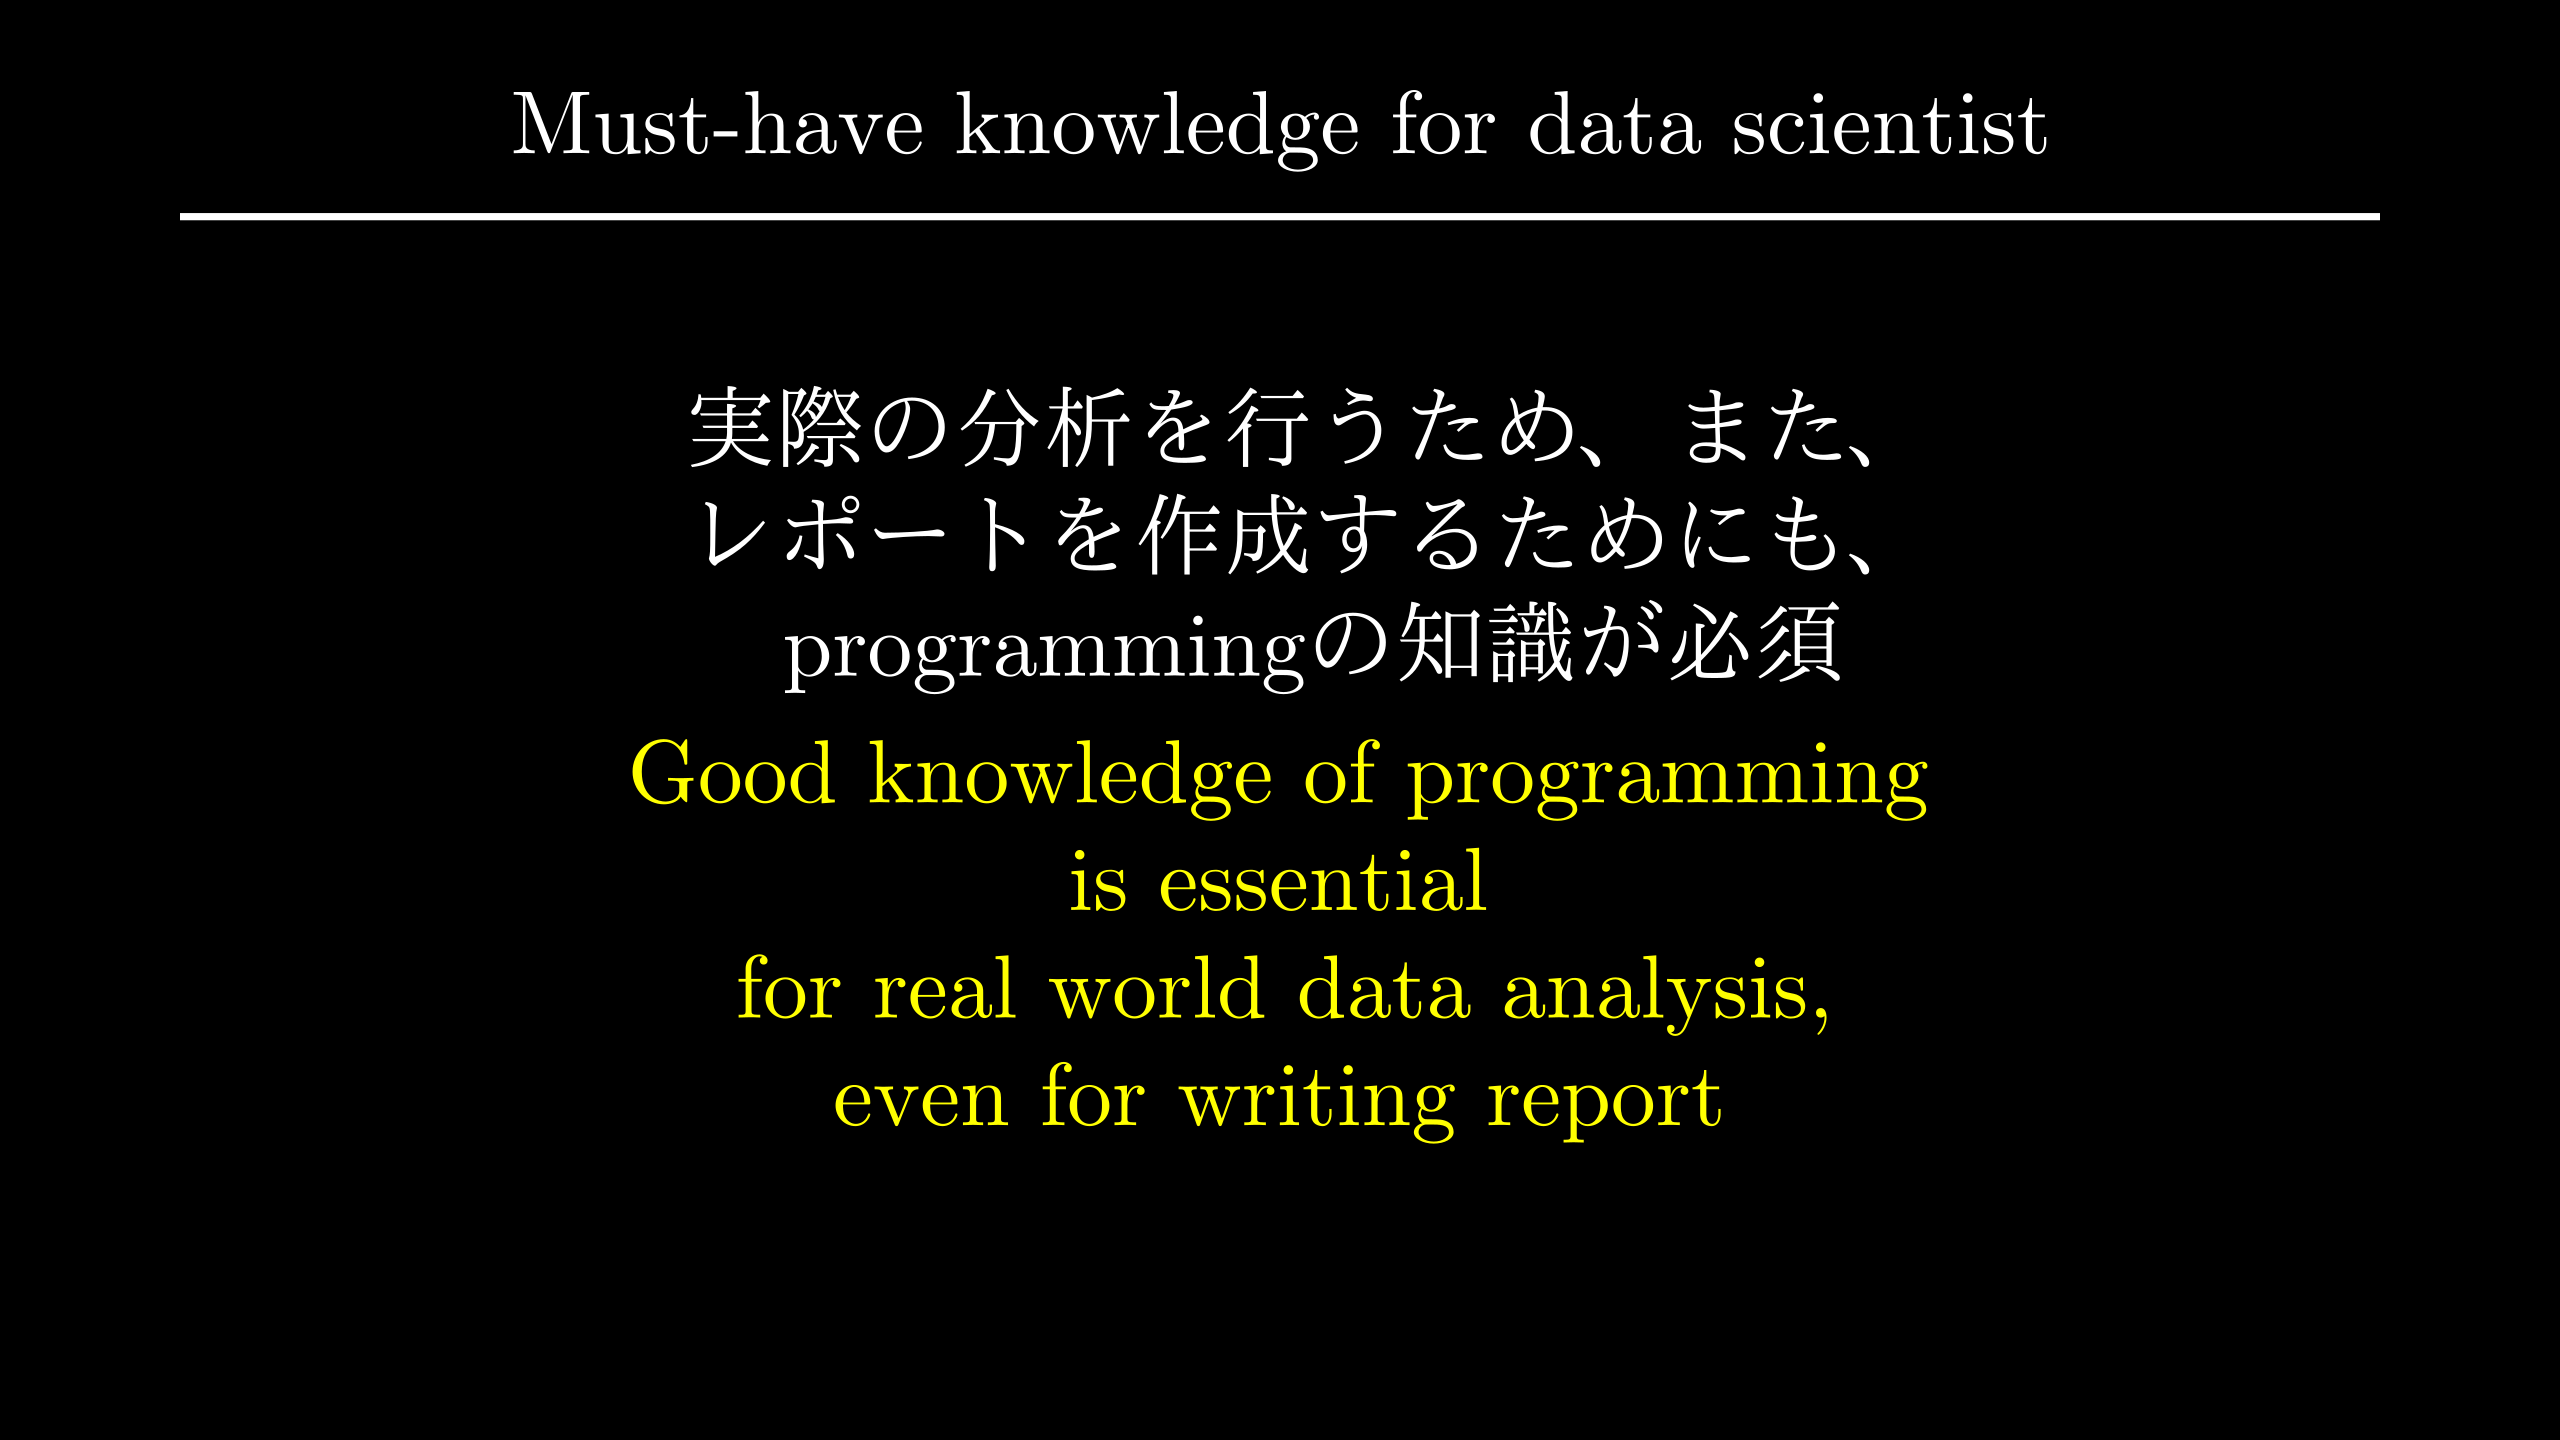 Must-have knowledge for data scientist
実際の分析を行うため、また、
レポートを作成するためにも、
programmingの知識が必須
Good knowledge of programming
is essential
for real world data analysis,
even for writing report